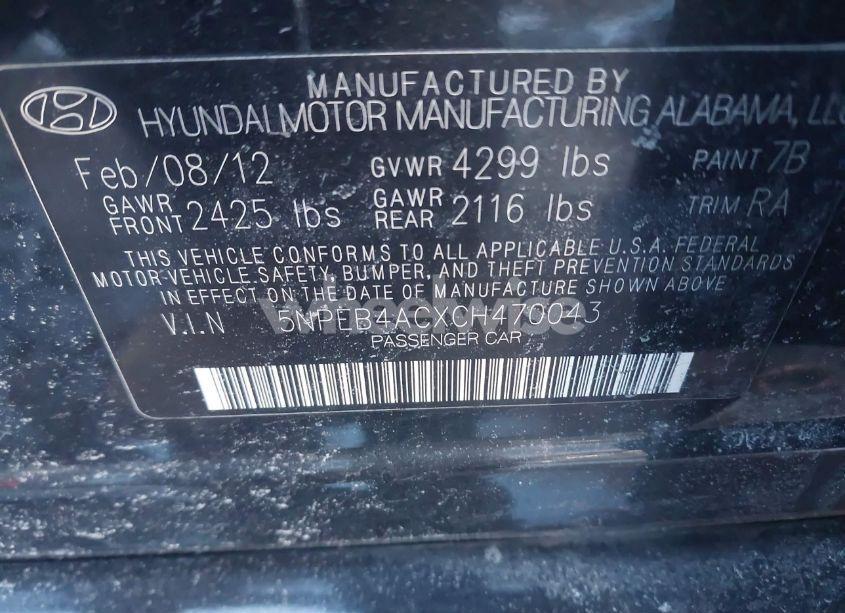 MANUFACTURED BY
HYUNDAI MOTOR MANUFACTURING ALABAMA, LLC
Feb/08/12 GVWR 4299 lbs PAINT 7B
GAWR FRONT 2425 lbs GAWR REAR 2116 lbs TRIM RA
THIS VEHICLE CONFORMS TO ALL APPLICABLE U.S.A. FEDERAL
MOTOR-VEHICLE SAFETY, BUMPER, AND THEFT PREVENTION STANDARDS
IN EFFECT ON THE DATE OF MANUFACTURE SHOWN ABOVE
V.I.N 5NPEB4ACXCH470043
PASSENGER CAR